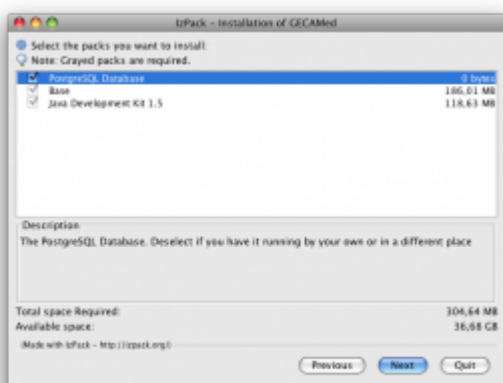 IzPack - Installation of GECAMed
Select the packs you want to install:
Note: Grayed packs are required.
PostgreSQL Database 0 bytes
Base 186,01 MB
Java Development Kit 1.5 118,63 MB
Description
The PostgreSQL Database. Deselect if you have it running by your own or in a different place
Total space Required: 304,64 MB
Available space: 36,68 GB
(Made with IzPack - http://izpack.org/)
Previous Next Quit